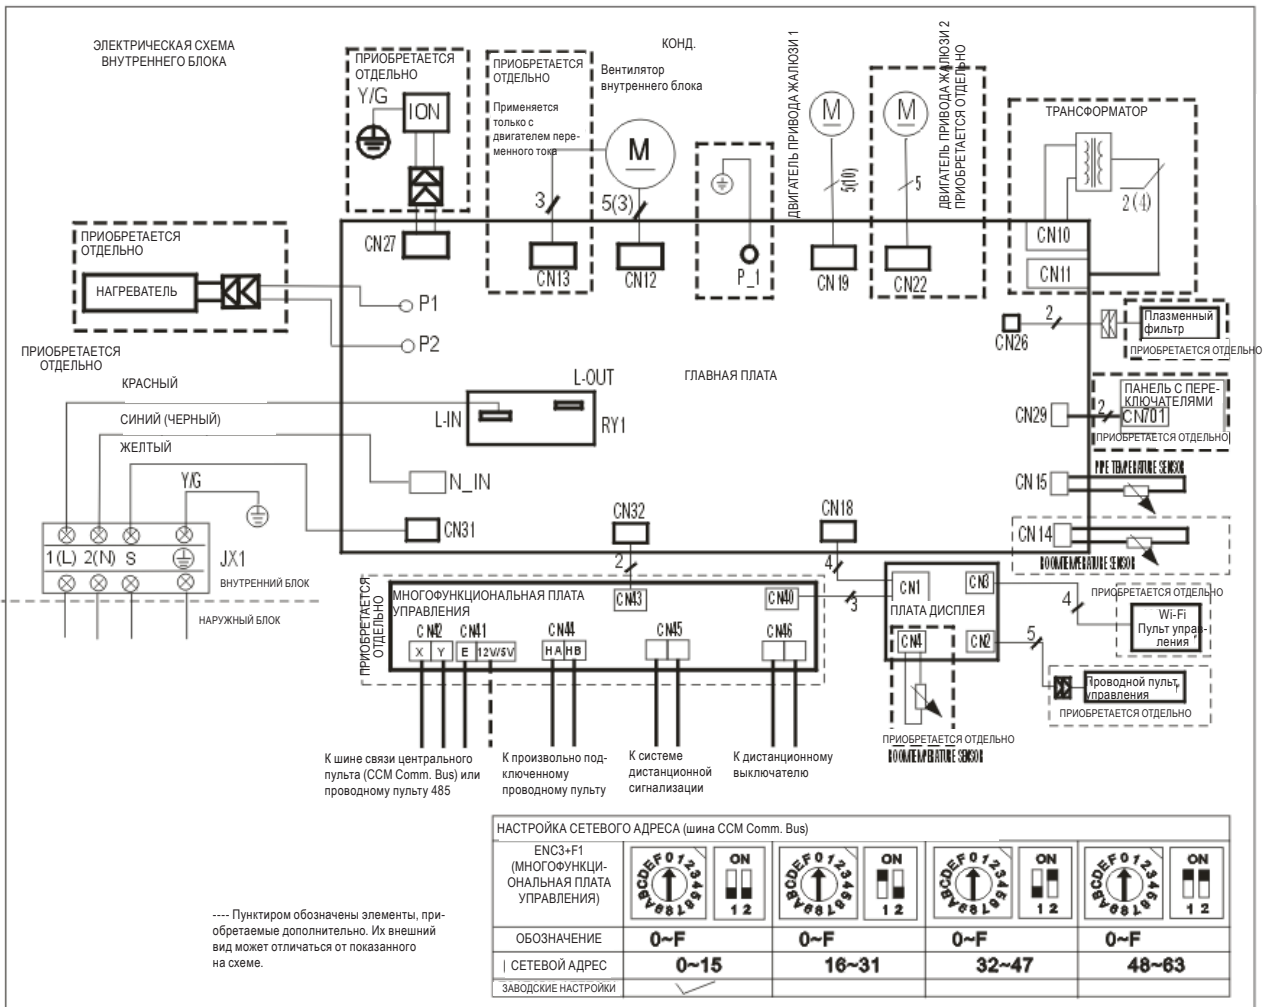 ЭЛЕКТРИЧЕСКАЯ СХЕМА
ВНУТРЕННЕГО БЛОКА
ПРИОБРЕТАЕТСЯ
ОТДЕЛЬНО
Y/G
ION
CN27
ПРИОБРЕТАЕТСЯ
ОТДЕЛЬНО
Применяется
только с
двигателем пере-
менного тока
3
CN13
КОНД.
Вентилятор
внутреннего блока
M
5(3)
CN12
P_1
ДВИГАТЕЛЬ ПРИВОДА ЖАЛЮЗИ 1
M
5(10)
CN19
ДВИГАТЕЛЬ ПРИВОДА ЖАЛЮЗИ 2
ПРИОБРЕТАЕТСЯ ОТДЕЛЬНО
M
5
CN22
ТРАНСФОРМАТОР
2(4)
CN10
CN11
ПРИОБРЕТАЕТСЯ
ОТДЕЛЬНО
НАГРЕВАТЕЛЬ
P1
P2
CN26
2
Плазменный
фильтр
ПРИОБРЕТАЕТСЯ ОТДЕЛЬНО
ПРИОБРЕТАЕТСЯ
ОТДЕЛЬНО
КРАСНЫЙ
СИНИЙ (ЧЕРНЫЙ)
ЖЕЛТЫЙ
Y/G
L-OUT
L-IN
RY1
ГЛАВНАЯ ПЛАТА
CN29
2
ПАНЕЛЬ С ПЕРЕ-
КЛЮЧАТЕЛЯМИ
CN701
ПРИОБРЕТАЕТСЯ ОТДЕЛЬНО
N_IN
CN15
PIPE TEMPERATURE SENSOR
CN31
CN32
CN18
CN14
ROOM TEMPERATURE SENSOR
1(L) 2(N) S
JX1
ВНУТРЕННИЙ БЛОК
НАРУЖНЫЙ БЛОК
2
4
ПРИОБРЕТАЕТСЯ
ОТДЕЛЬНО
МНОГОФУНКЦИОНАЛЬНАЯ ПЛАТА
УПРАВЛЕНИЯ
CN43
CN40
3
CN42 CN41 CN44 CN45 CN46
X Y E 12V/5V HA HB
CN1
CN3
ПЛАТА ДИСПЛЕЯ
CN4
CN2
4
5
ПРИОБРЕТАЕТСЯ ОТДЕЛЬНО
Wi-Fi
Пульт управ-
ления
Проводной пульт
управления
ПРИОБРЕТАЕТСЯ ОТДЕЛЬНО
ПРИОБРЕТАЕТСЯ ОТДЕЛЬНО
ROOM TEMPERATURE SENSOR
К шине связи центрального
пульта (CCM Comm. Bus) или
проводному пульту 485
К произвольно под-
ключенному
проводному пульту
К системе
дистанционной
сигнализации
К дистанционному
выключателю
НАСТРОЙКА СЕТЕВОГО АДРЕСА (шина CCM Comm. Bus)
ENC3+F1
(МНОГОФУНКЦИ-
ОНАЛЬНАЯ ПЛАТА
УПРАВЛЕНИЯ)
0123456789ABCDEF
ON
1 2
0123456789ABCDEF
ON
1 2
0123456789ABCDEF
ON
1 2
0123456789ABCDEF
ON
1 2
ОБОЗНАЧЕНИЕ 0~F 0~F 0~F 0~F
СЕТЕВОЙ АДРЕС 0~15 16~31 32~47 48~63
ЗАВОДСКИЕ НАСТРОЙКИ
---- Пунктиром обозначены элементы, при-
обретаемые дополнительно. Их внешний
вид может отличаться от показанного
на схеме.